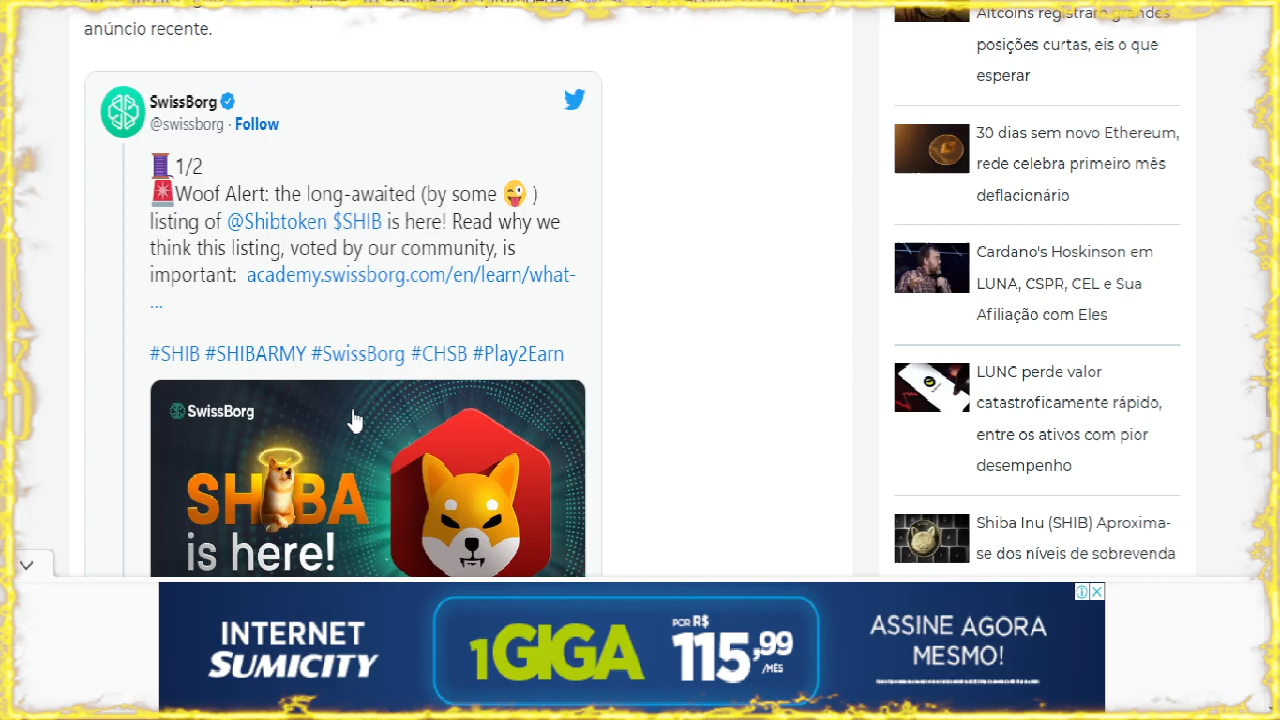 anúncio recente.
SwissBorg
@swissborg · Follow
1/2
Woof Alert: the long-awaited (by some )
listing of @Shibtoken $SHIB is here! Read why we
think this listing, voted by our community, is
important: academy.swissborg.com/en/learn/what-
...
#SHIB #SHIBARMY #SwissBorg #CHSB #Play2Earn
SwissBorg
SHIBA
is here!
Altcoins registram grandes
posições curtas, eis o que
esperar
30 dias sem novo Ethereum,
rede celebra primeiro mês
deflacionário
Cardano's Hoskinson em
LUNA, CSPR, CEL e Sua
Afiliação com Eles
LUNC perde valor
catastroficamente rápido,
entre os ativos com pior
desempenho
Shiba Inu (SHIB) Aproxima-
se dos níveis de sobrevenda
INTERNET
SUMICITY
1GIGA
POR R$
115,99
/MÊS
ASSINE AGORA
MESMO!